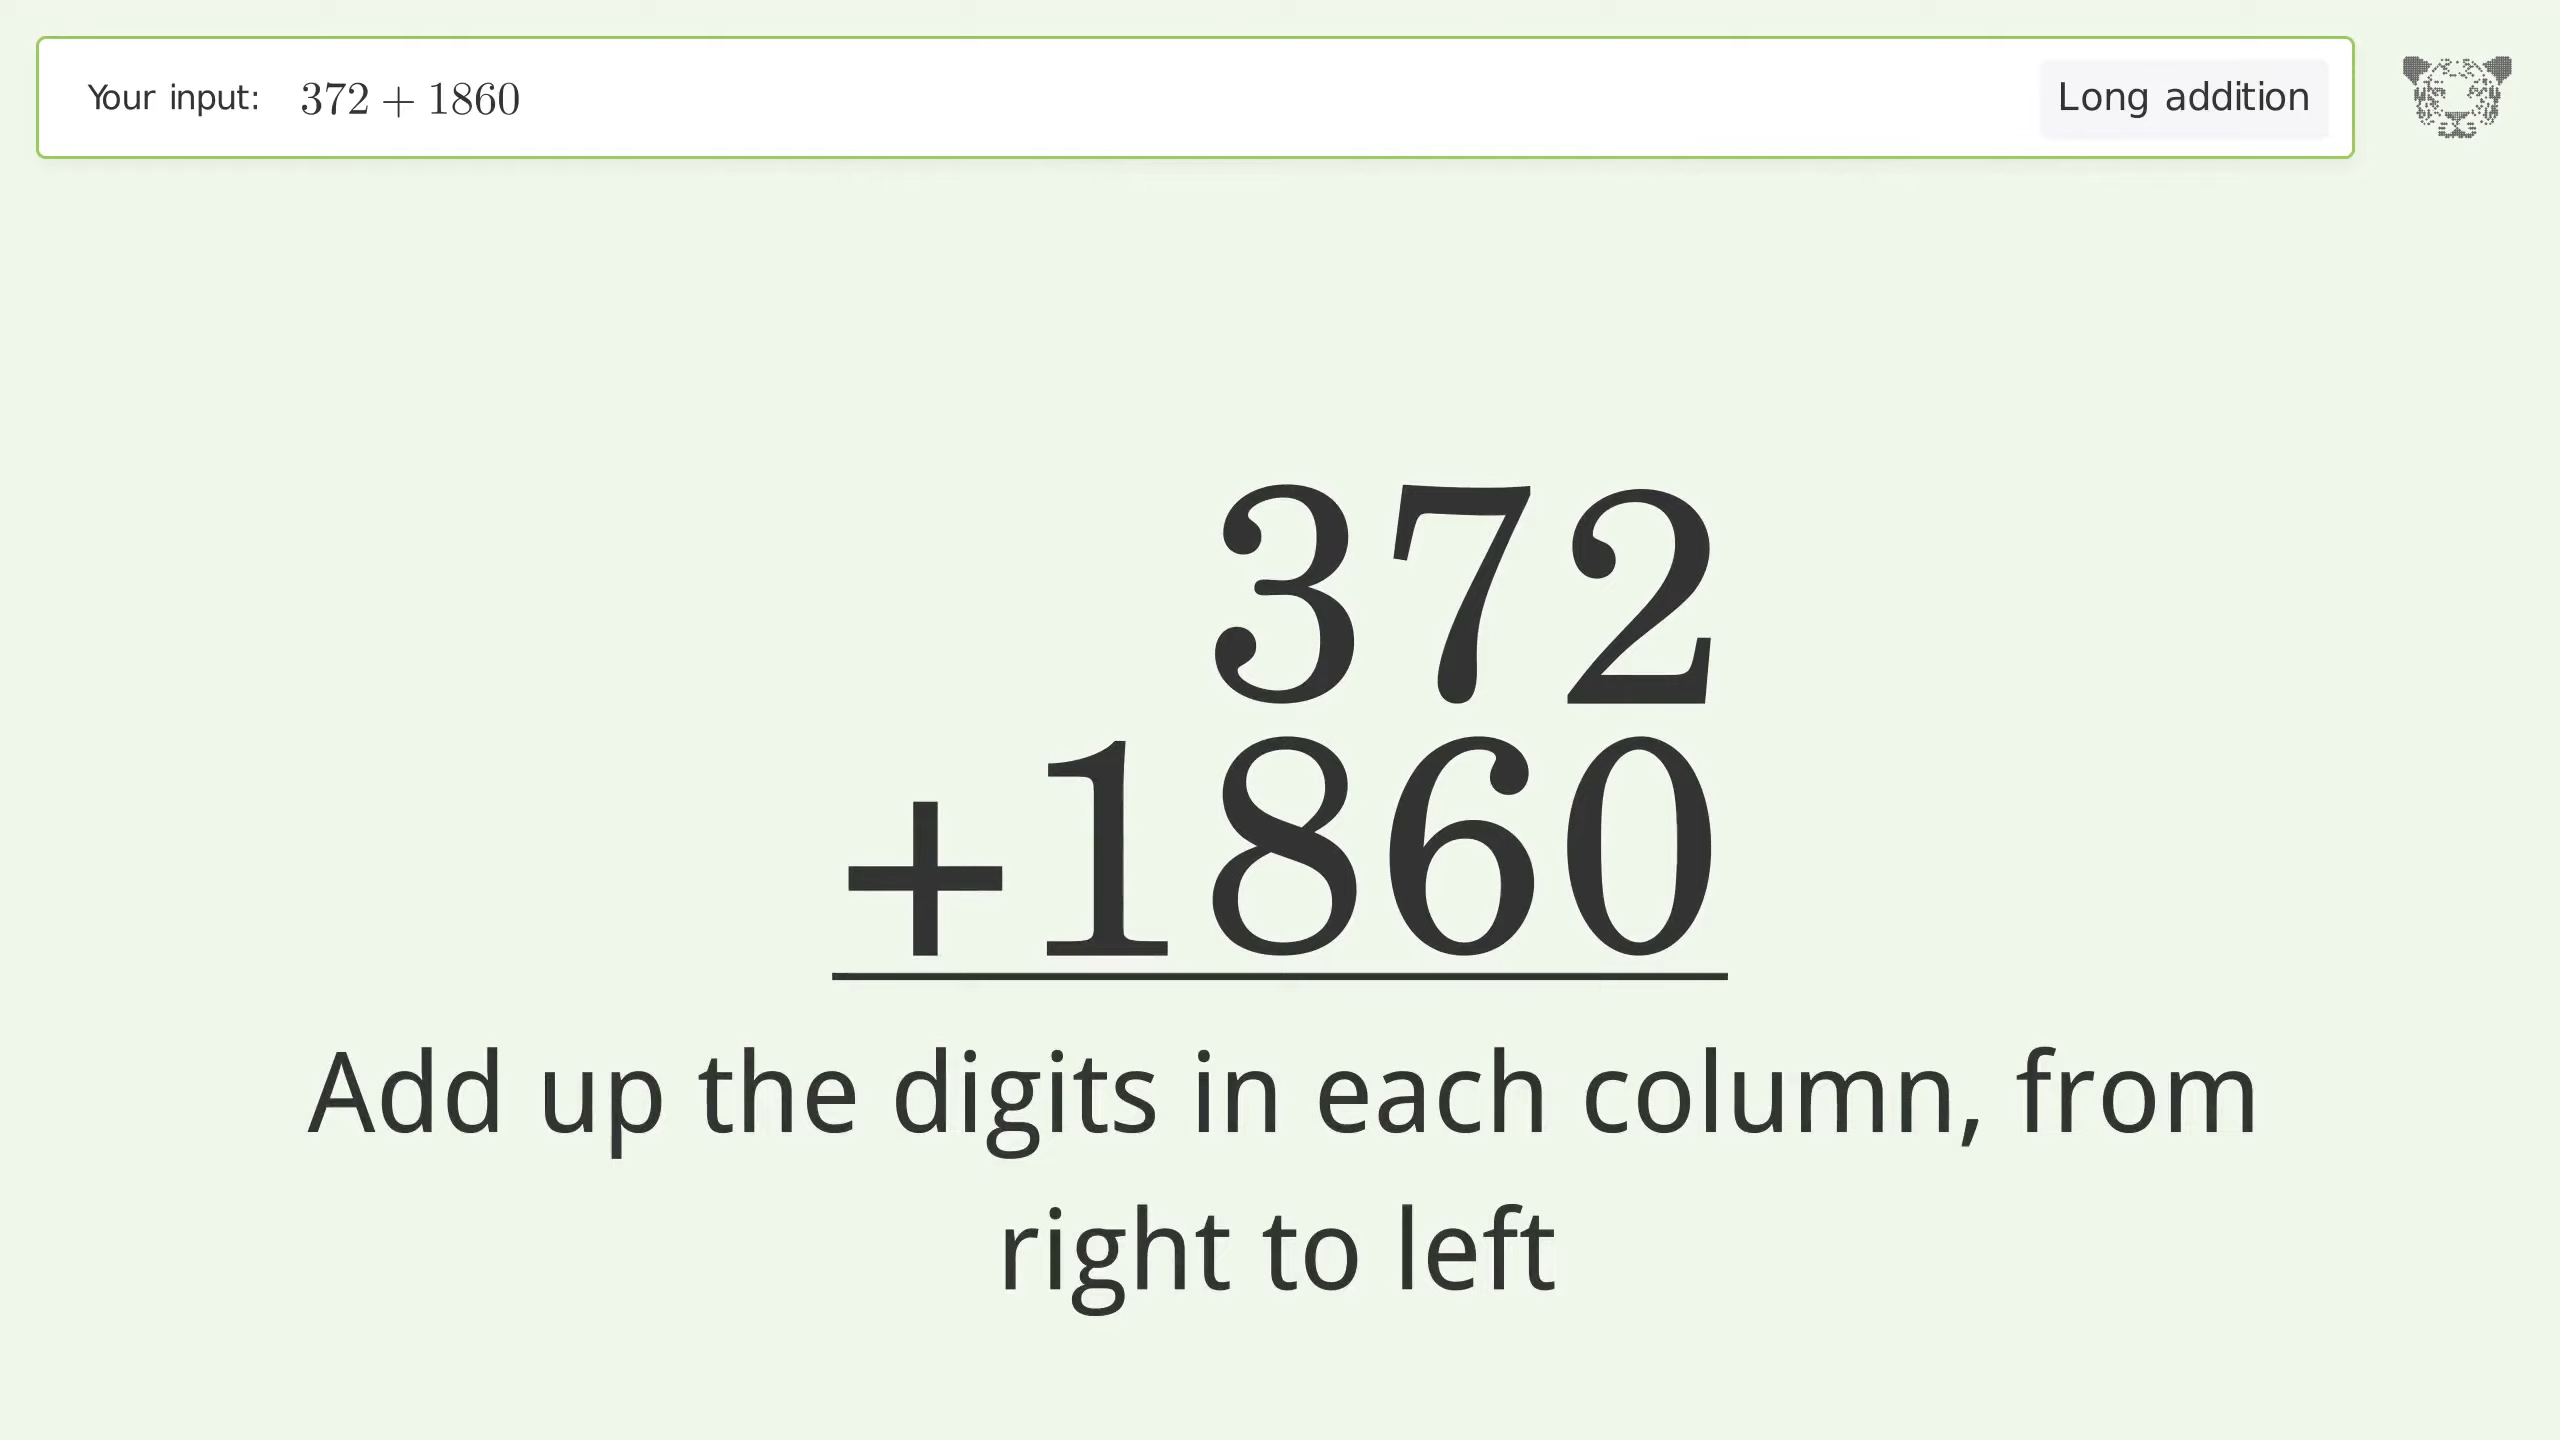 Your input: 372 + 1860
Long addition
372
+1860
Add up the digits in each column, from
right to left